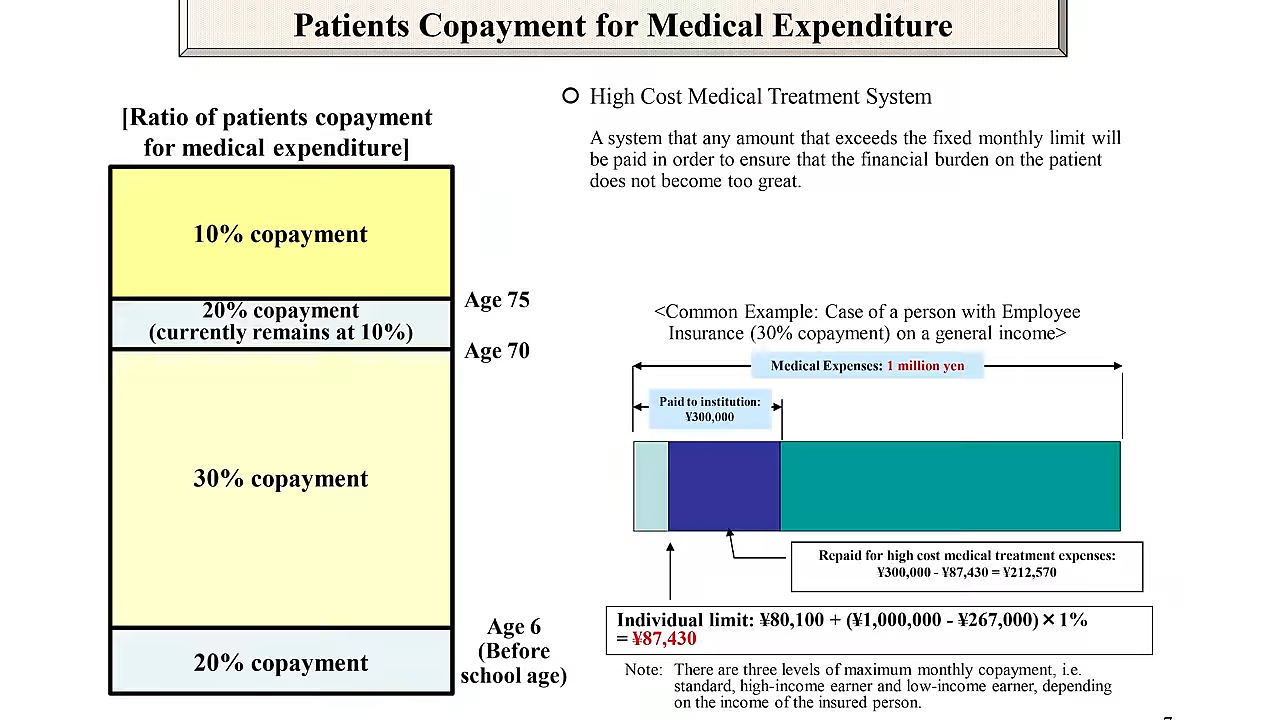 Patients Copayment for Medical Expenditure
[Ratio of patients copayment
for medical expenditure]
10% copayment
20% copayment
(currently remains at 10%)
30% copayment
20% copayment
Age 75
Age 70
Age 6
(Before
school age)
High Cost Medical Treatment System
A system that any amount that exceeds the fixed monthly limit will
be paid in order to ensure that the financial burden on the patient
does not become too great.
<Common Example: Case of a person with Employee
Insurance (30% copayment) on a general income>
Medical Expenses: 1 million yen
Paid to institution:
¥300,000
Repaid for high cost medical treatment expenses:
¥300,000 - ¥87,430 = ¥212,570
Individual limit: ¥80,100 + (¥1,000,000 - ¥267,000) × 1%
= ¥87,430
Note: There are three levels of maximum monthly copayment, i.e.
standard, high-income earner and low-income earner, depending
on the income of the insured person.